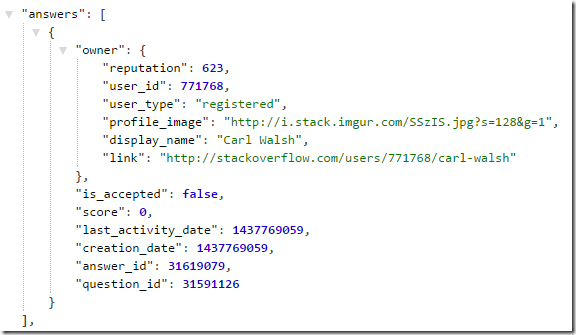 "answers": [
{
"owner": {
"reputation": 623,
"user_id": 771768,
"user_type": "registered",
"profile_image": "http://i.stack.imgur.com/SSzIS.jpg?s=128&g=1",
"display_name": "Carl Walsh",
"link": "http://stackoverflow.com/users/771768/carl-walsh"
},
"is_accepted": false,
"score": 0,
"last_activity_date": 1437769059,
"creation_date": 1437769059,
"answer_id": 31619079,
"question_id": 31591126
}
],